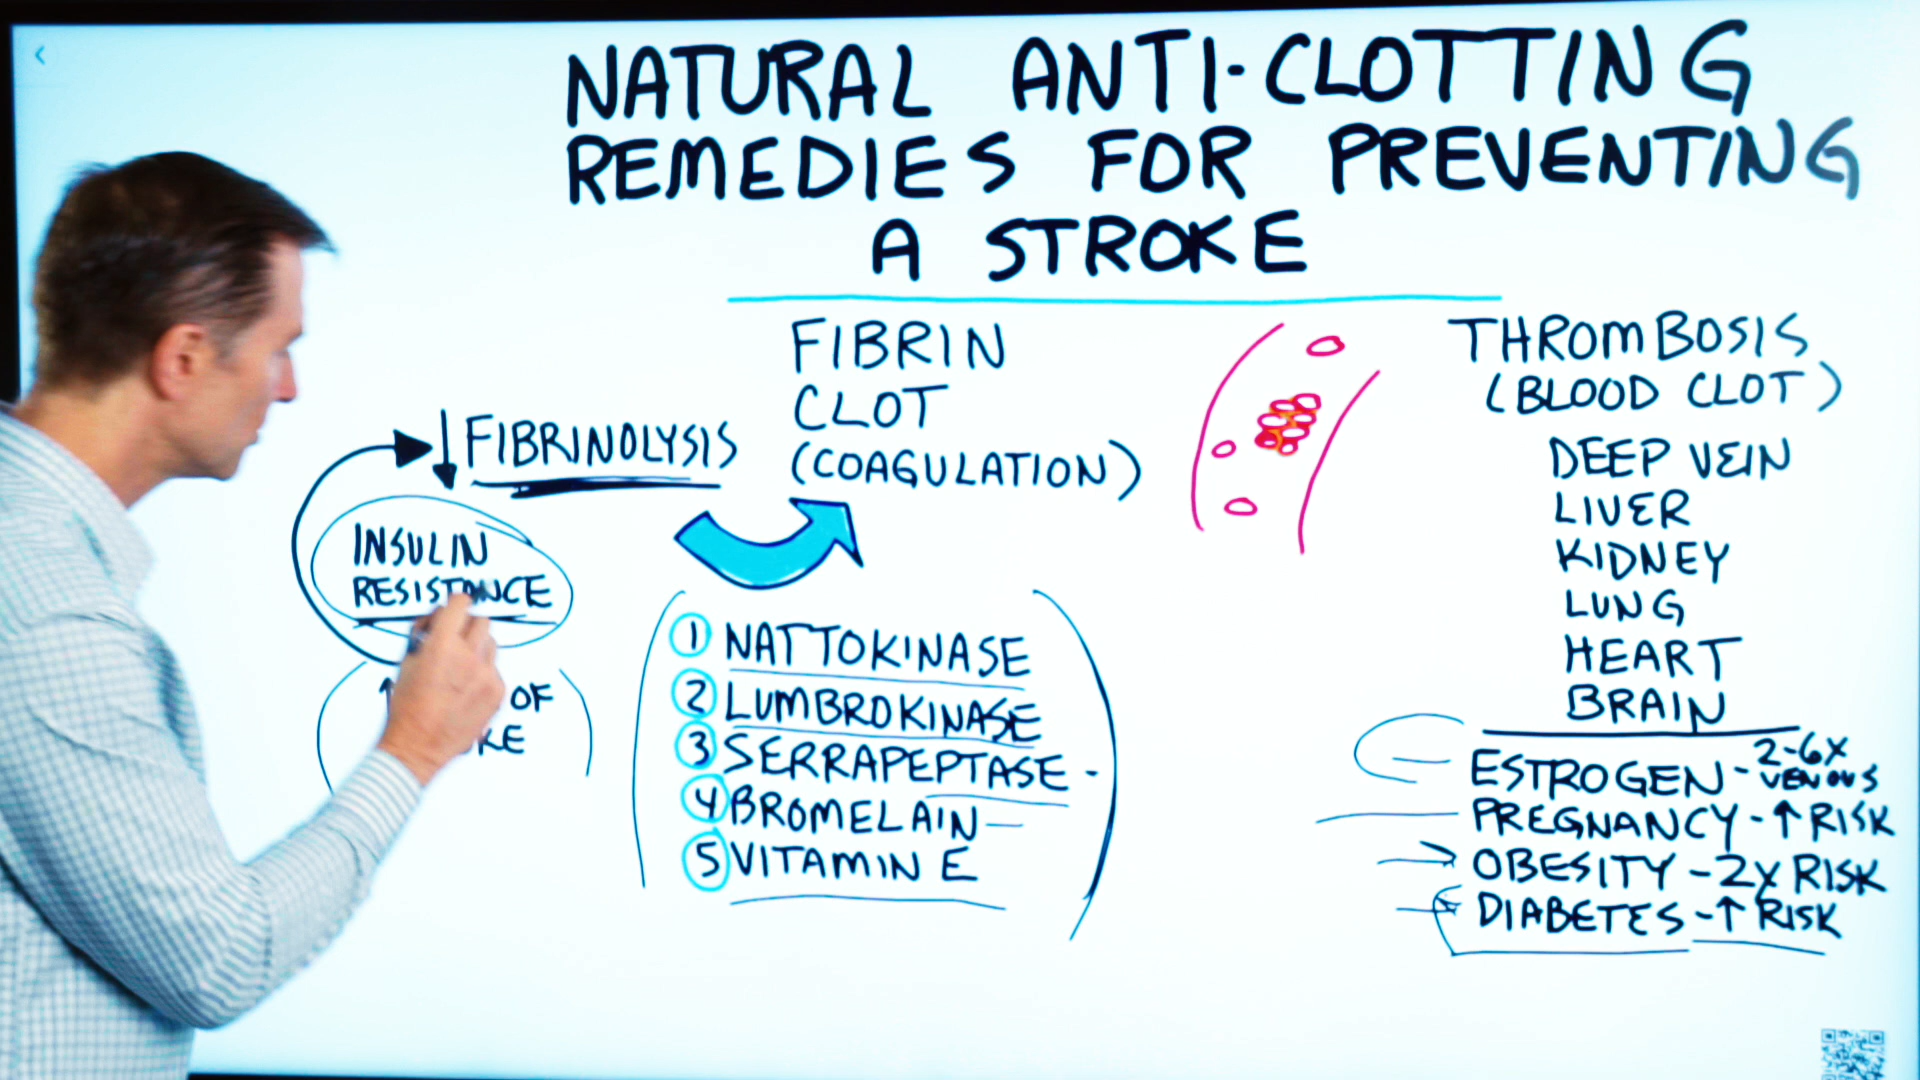 NATURAL ANTI-CLOTTING
REMEDIES FOR PREVENTING
A STROKE
FIBRIN
CLOT
(COAGULATION)
↓ FIBRINOLYSIS
INSULIN
RESISTANCE
↑ OF
KE
1 NATTOKINASE
2 LUMBROKINASE
3 SERRAPEPTASE -
4 BROMELAIN -
5 VITAMIN E
THROMBOSIS
(BLOOD CLOT)
DEEP VEIN
LIVER
KIDNEY
LUNG
HEART
BRAIN
ESTROGEN - 2-6X
VENOUS
PREGNANCY - ↑ RISK
OBESITY - 2X RISK
DIABETES - ↑ RISK